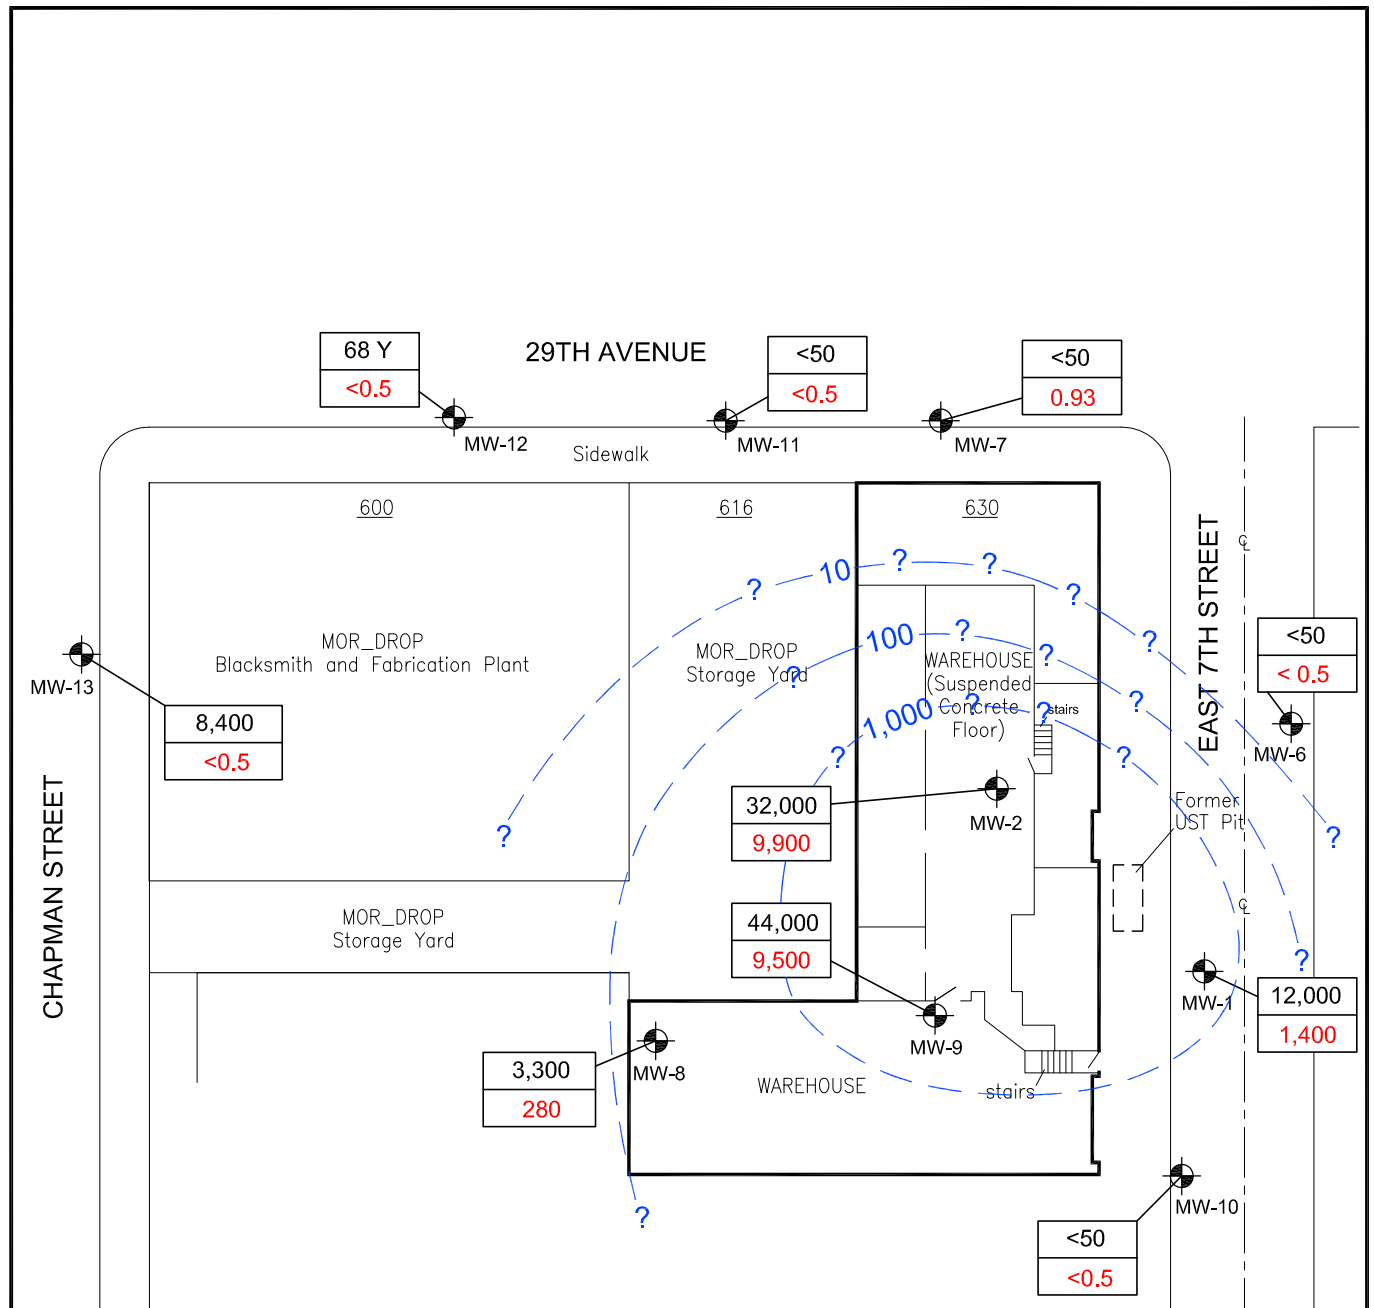 68 Y
<0.5
29TH AVENUE
<50
<0.5
<50
0.93
MW-12
MW-11
MW-7
Sidewalk
600
616
630
10
?
?
?
?
?
EAST 7TH STREET
℄
<50
< 0.5
MW-6
MOR_DROP
Blacksmith and Fabrication Plant
MOR_DROP
Storage Yard
100
?
?
?
?
WAREHOUSE
(Suspended
Concrete
Floor)
stairs
1,000
?
?
?
?
MW-13
8,400
<0.5
CHAPMAN STREET
32,000
9,900
MW-2
Former
UST Pit
?
?
MOR_DROP
Storage Yard
44,000
9,500
℄
?
MW-1
12,000
1,400
MW-9
MW-8
3,300
280
WAREHOUSE
stairs
?
MW-10
<50
<0.5